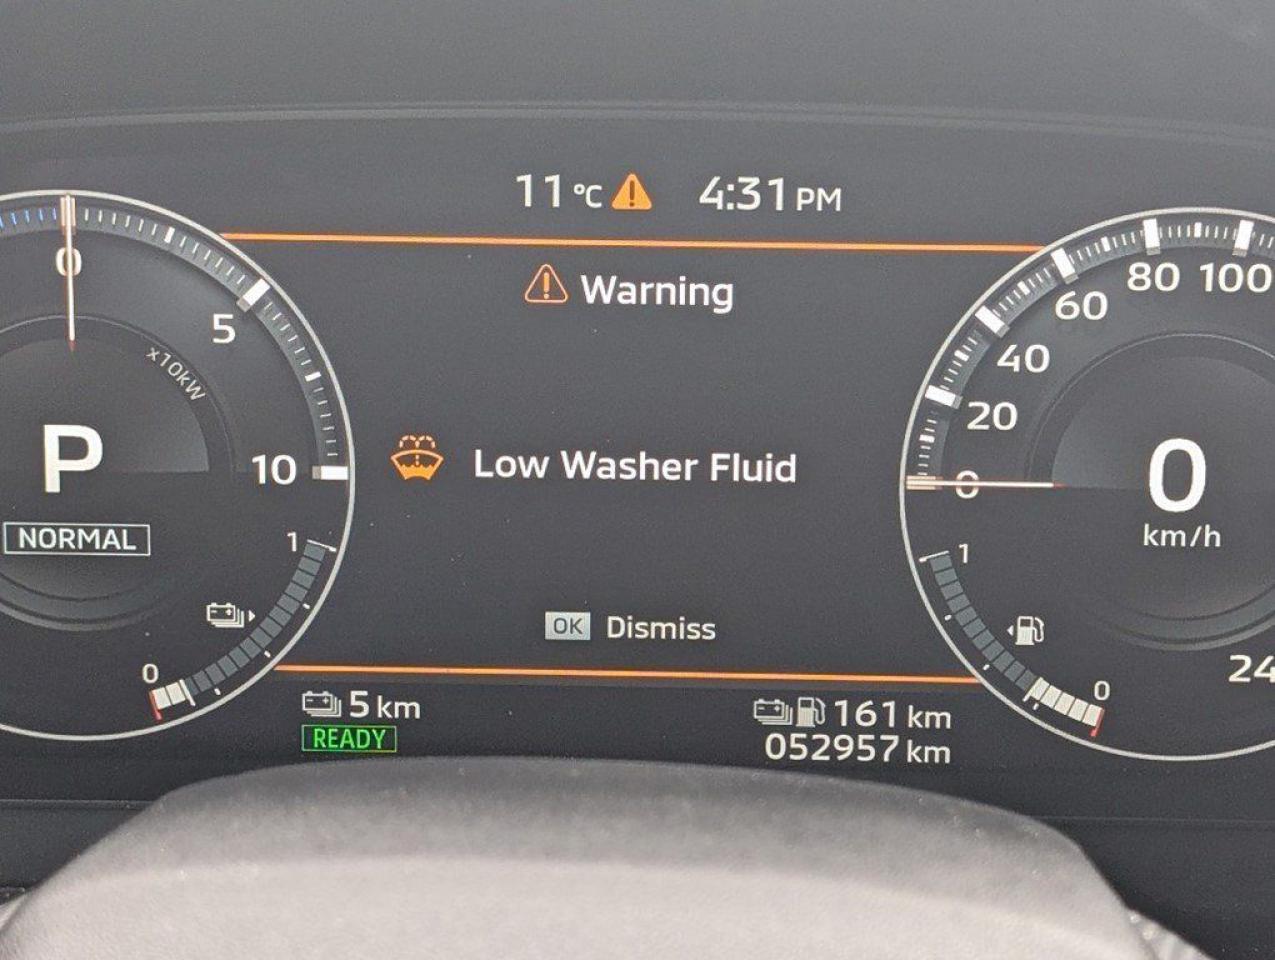 11 °C 4:31 PM
Warning
0
5
x10kW
10
P
NORMAL
1
0
Low Washer Fluid
OK Dismiss
0
20
40
60
80
100
0
km/h
1
0
24
5 km
READY
161 km
052957 km